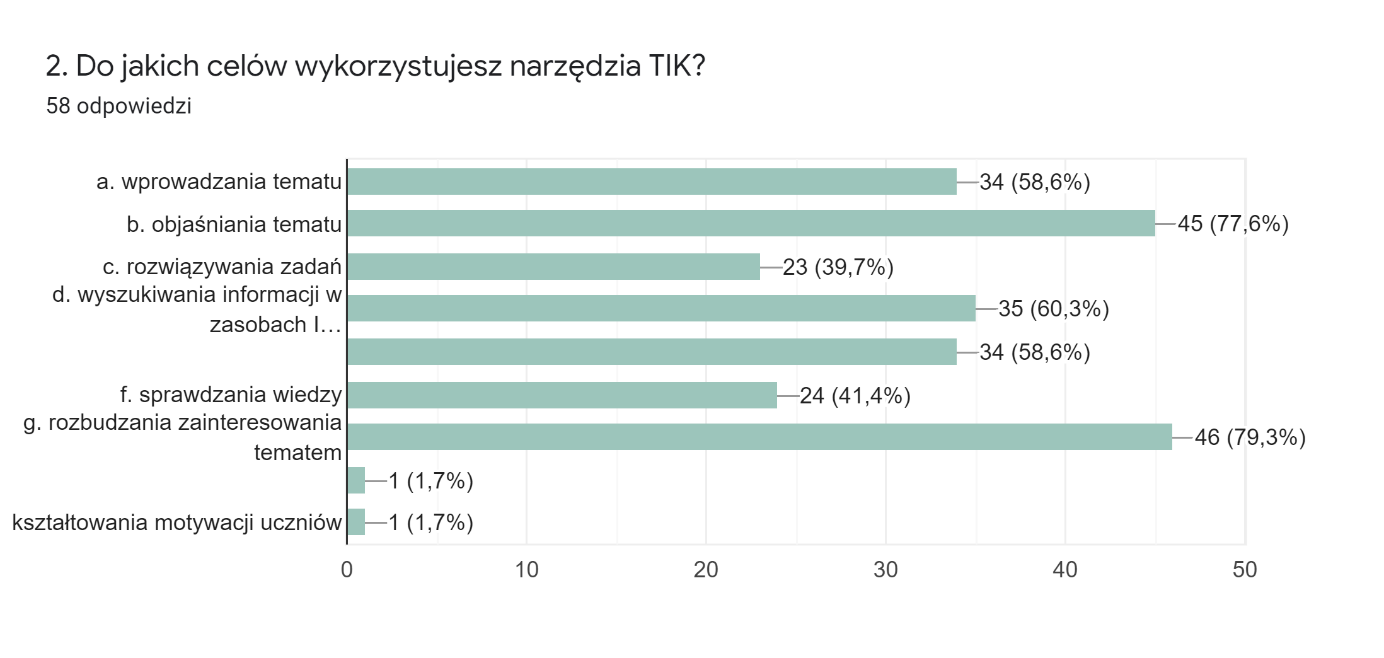 2. Do jakich celów wykorzystujesz narzędzia TIK?
58 odpowiedzi
a. wprowadzania tematu
34 (58,6%)
b. objaśniania tematu
45 (77,6%)
c. rozwiązywania zadań
23 (39,7%)
d. wyszukiwania informacji w
zasobach I…
35 (60,3%)
34 (58,6%)
f. sprawdzania wiedzy
24 (41,4%)
g. rozbudzania zainteresowania
tematem
46 (79,3%)
1 (1,7%)
kształtowania motywacji uczniów
1 (1,7%)
0 10 20 30 40 50